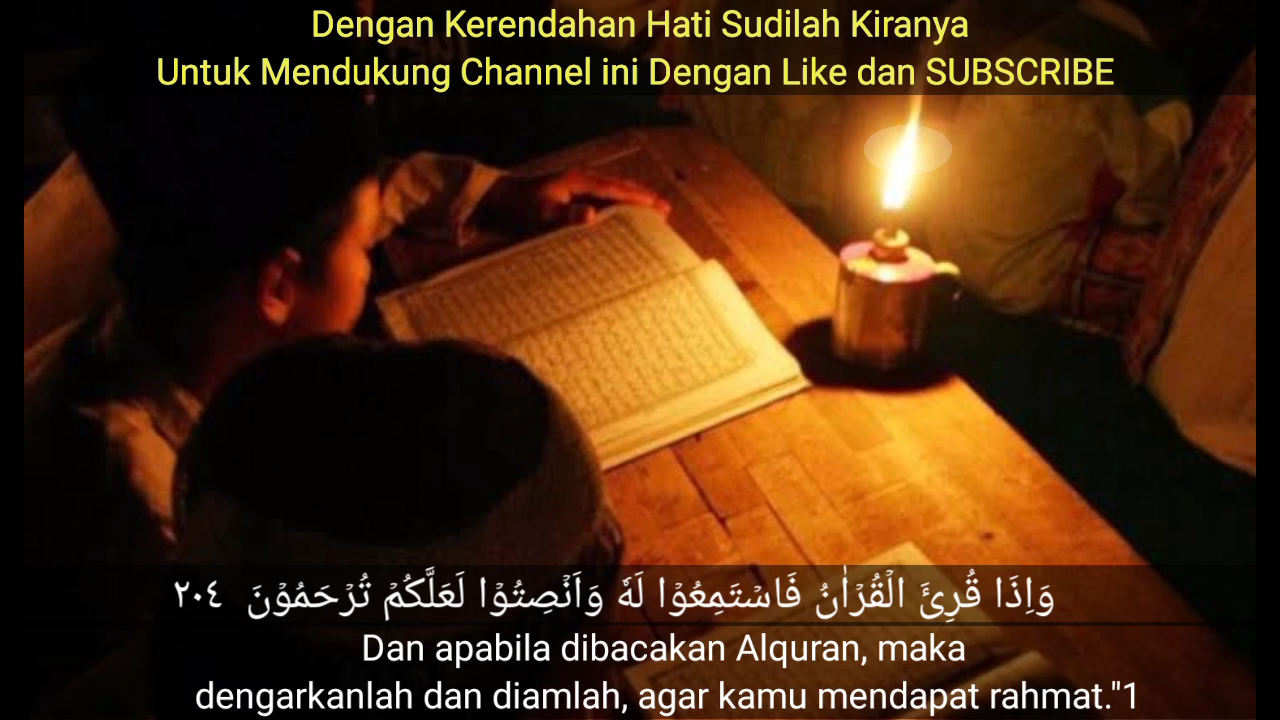 Dengan Kerendahan Hati Sudilah Kiranya
Untuk Mendukung Channel ini Dengan Like dan SUBSCRIBE
وَاِذَا قُرِئَ الْقُرْاٰنُ فَاسْتَمِعُوْا لَهٗ وَاَنْصِتُوْا لَعَلَّكُمْ تُرْحَمُوْنَ ٢٠٤
Dan apabila dibacakan Alquran, maka
dengarkanlah dan diamlah, agar kamu mendapat rahmat."1